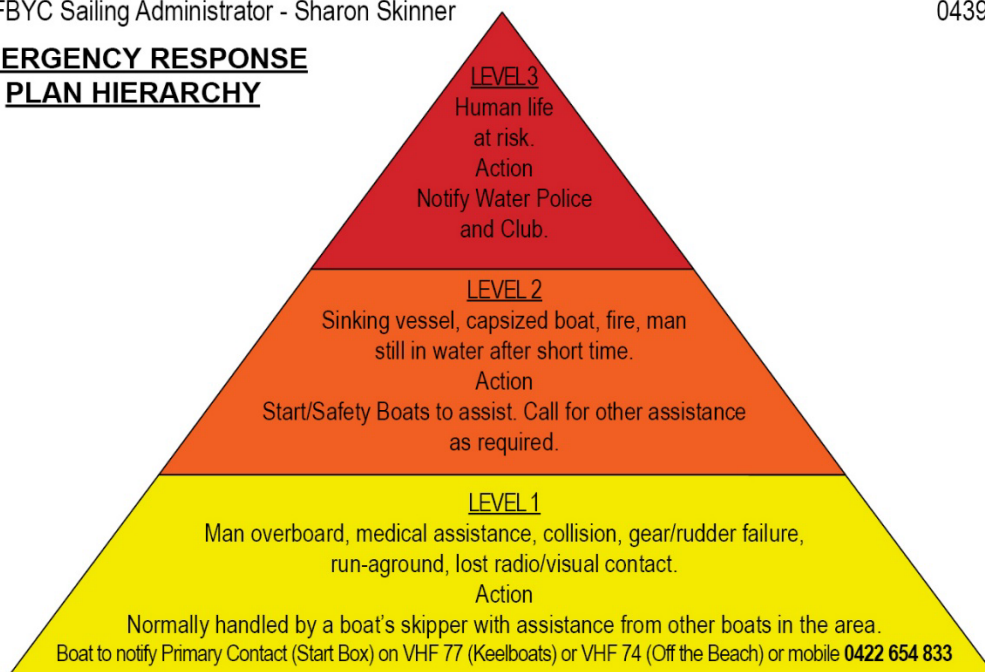 FBYC Sailing Administrator - Sharon Skinner 0439
ERGENCY RESPONSE
PLAN HIERARCHY
LEVEL 3
Human life
at risk.
Action
Notify Water Police
and Club.
LEVEL 2
Sinking vessel, capsized boat, fire, man
still in water after short time.
Action
Start/Safety Boats to assist. Call for other assistance
as required.
LEVEL 1
Man overboard, medical assistance, collision, gear/rudder failure,
run-aground, lost radio/visual contact.
Action
Normally handled by a boat's skipper with assistance from other boats in the area.
Boat to notify Primary Contact (Start Box) on VHF 77 (Keelboats) or VHF 74 (Off the Beach) or mobile 0422 654 833